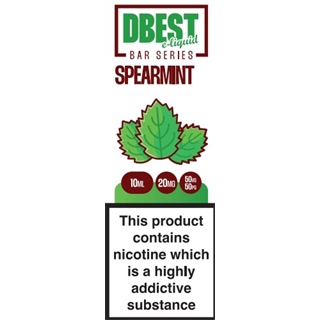 DBEST
e-liquid
BAR SERIES
SPEARMINT
10ML 20MG 50VG
50PG
This product
contains
nicotine which
is a highly
addictive
substance